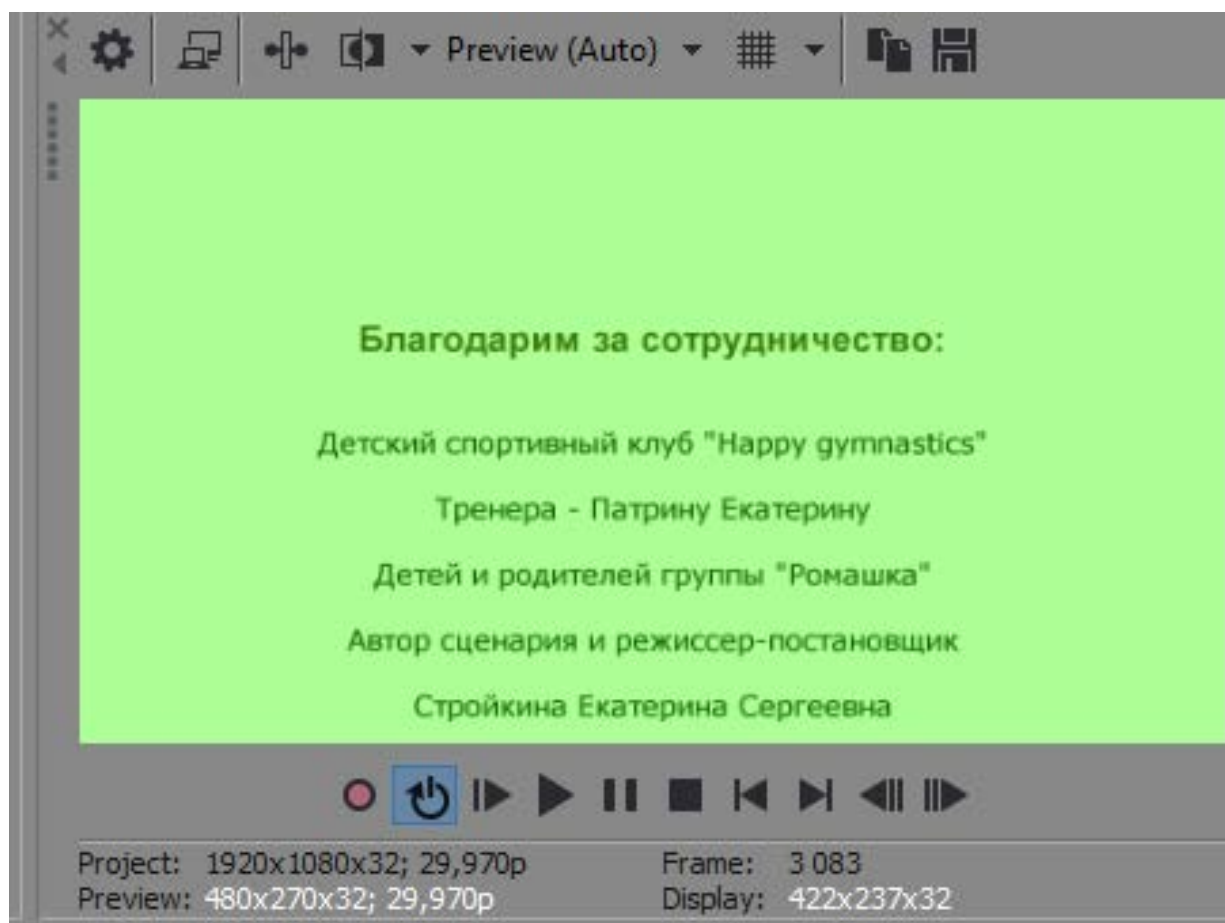 Preview (Auto)
Благодарим за сотрудничество:
Детский спортивный клуб "Happy gymnastics"
Тренера - Патрину Екатерину
Детей и родителей группы "Ромашка"
Автор сценария и режиссер-постановщик
Стройкина Екатерина Сергеевна
Project: 1920x1080x32; 29,970p Frame: 3 083
Preview: 480x270x32; 29,970p Display: 422x237x32